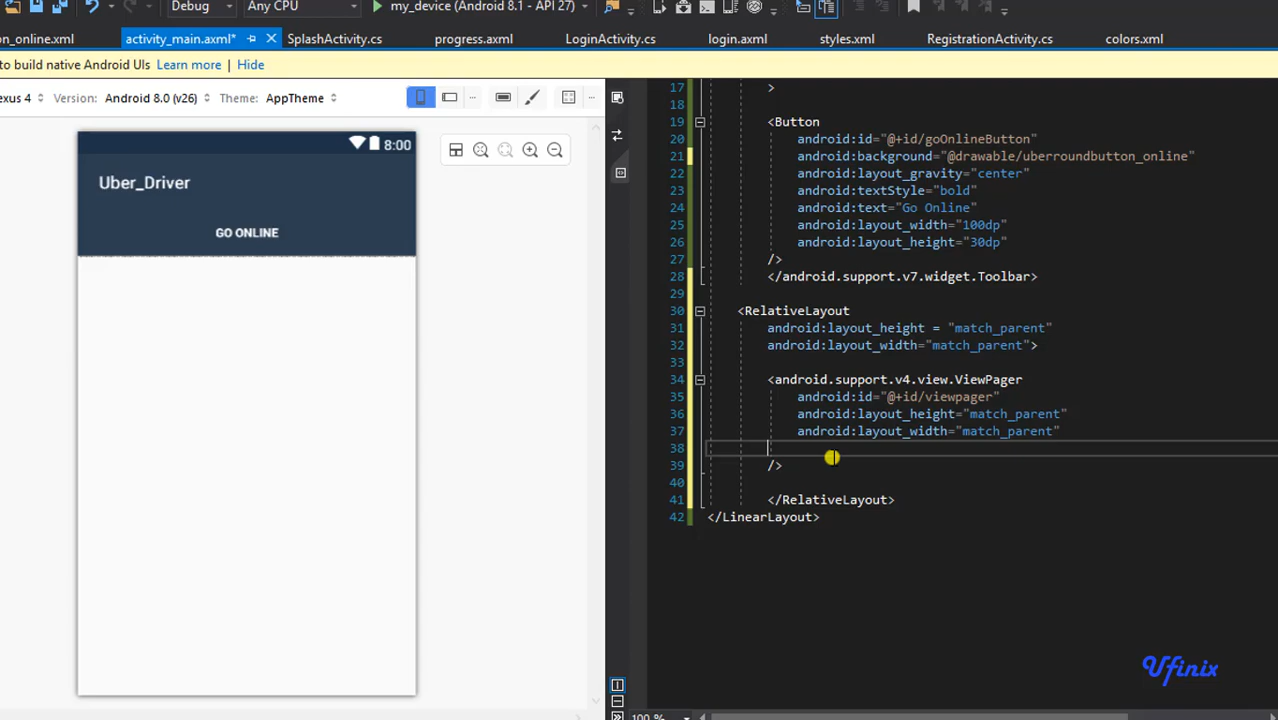 Debug Any CPU my_device (Android 8.1 - API 27)
n_online.xml activity_main.axml* SplashActivity.cs progress.axml LoginActivity.cs login.axml styles.xml RegistrationActivity.cs colors.xml
to build native Android UIs Learn more | Hide
exus 4 Version: Android 8.0 (v26) Theme: AppTheme
8:00
Uber_Driver
GO ONLINE
17 >
18
19 <Button
20 android:id="@+id/goOnlineButton"
21 android:background="@drawable/uberroundbutton_online"
22 android:layout_gravity="center"
23 android:textStyle="bold"
24 android:text="Go Online"
25 android:layout_width="100dp"
26 android:layout_height="30dp"
27 />
28 </android.support.v7.widget.Toolbar>
29
30 <RelativeLayout
31 android:layout_height = "match_parent"
32 android:layout_width="match_parent">
33
34 <android.support.v4.view.ViewPager
35 android:id="@+id/viewpager"
36 android:layout_height="match_parent"
37 android:layout_width="match_parent"
38
39 />
40
41 </RelativeLayout>
42 </LinearLayout>
Ufinix
100 %